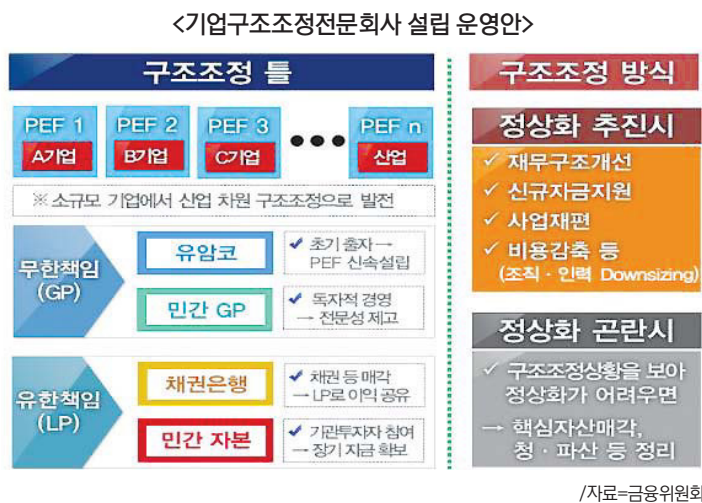 <기업구조조정전문회사 설립 운영안>
구조조정 틀
PEF 1
A기업
PEF 2
B기업
PEF 3
C기업
●●●
PEF n
산업
※소규모 기업에서 산업 차원 구조조정으로 발전
무한책임
(GP)
유암코
✓ 초기 출자→
PEF 신속설립
민간 GP
✓ 독자적 경영
→ 전문성 제고
유한책임
(LP)
채권은행
✓ 채권 등 매각
→LP로 이익 공유
민간 자본
✓ 기관투자자 참여
→ 장기 자금 확보
구조조정 방식
정상화 추진시
✓ 재무구조개선
✓ 신규자금지원
✓ 사업재편
✓ 비용감축 등
(조직·인력 Downsizing)
정상화 곤란시
✓ 구조조정상황을 보아
정상화가 어려우면
→ 핵심자산매각,
청·파산 등 정리
/자료=금융위원회